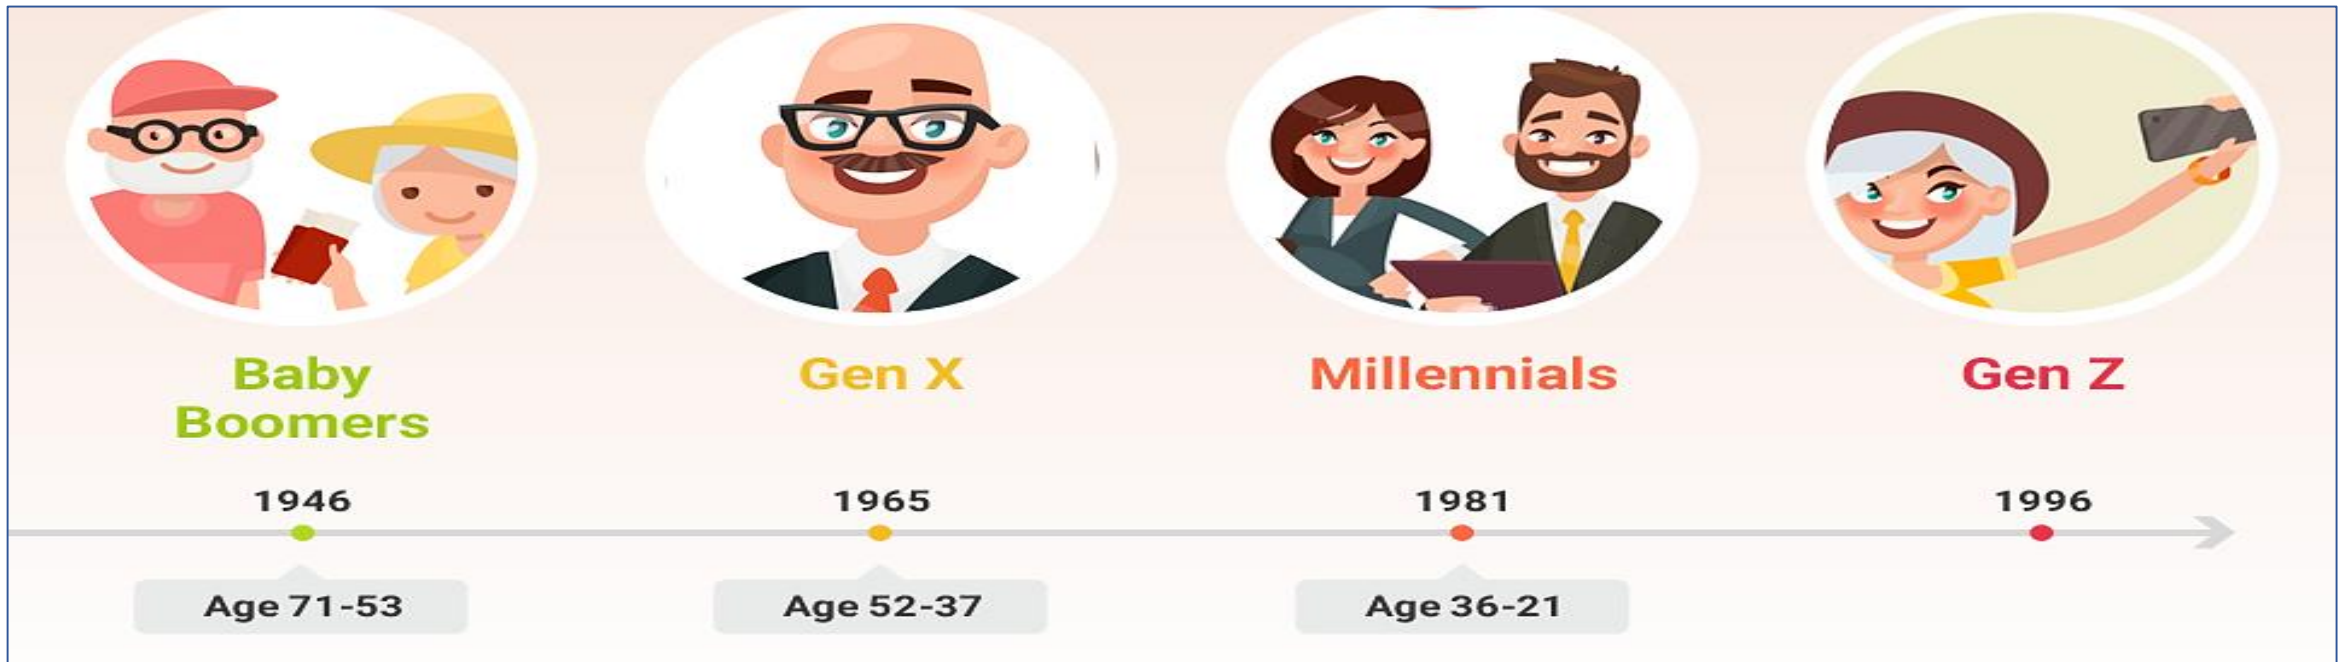 Baby
Boomers
Gen X
Millennials
Gen Z
1946
1965
1981
1996
Age 71-53
Age 52-37
Age 36-21